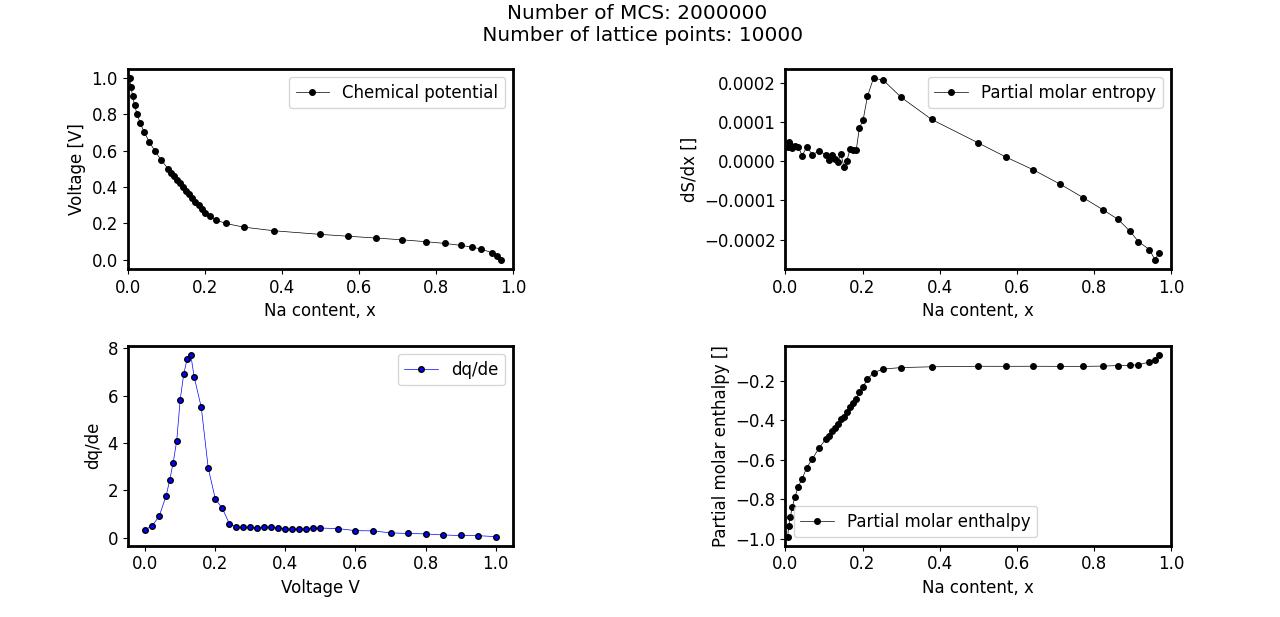 Number of MCS: 2000000
Number of lattice points: 10000
Voltage [V]
1.0
0.8
0.6
0.4
0.2
0.0
Chemical potential
0.0 0.2 0.4 0.6 0.8 1.0
Na content, x
dS/dx []
0.0002
0.0001
0.0000
−0.0001
−0.0002
Partial molar entropy
0.0 0.2 0.4 0.6 0.8 1.0
Na content, x
dq/de
8
6
4
2
0
dq/de
0.0 0.2 0.4 0.6 0.8 1.0
Voltage V
Partial molar enthalpy []
−0.2
−0.4
−0.6
−0.8
−1.0
Partial molar enthalpy
0.0 0.2 0.4 0.6 0.8 1.0
Na content, x